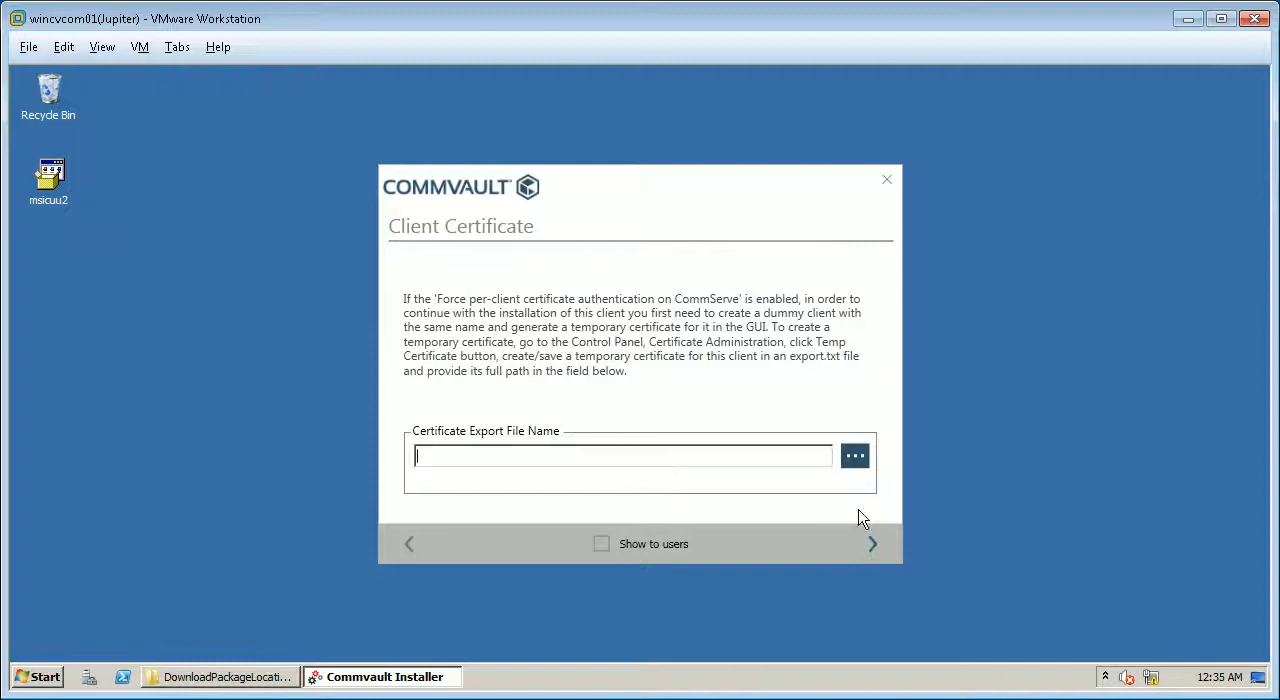 wincvcom01(Jupiter) - VMware Workstation
File Edit View VM Tabs Help
Recycle Bin
msicuu2
COMMVAULT
Client Certificate
If the 'Force per-client certificate authentication on CommServe' is enabled, in order to
continue with the installation of this client you first need to create a dummy client with
the same name and generate a temporary certificate for it in the GUI. To create a
temporary certificate, go to the Control Panel, Certificate Administration, click Temp
Certificate button, create/save a temporary certificate for this client in an export.txt file
and provide its full path in the field below.
Certificate Export File Name
Show to users
Start DownloadPackageLocati... Commvault Installer 12:35 AM